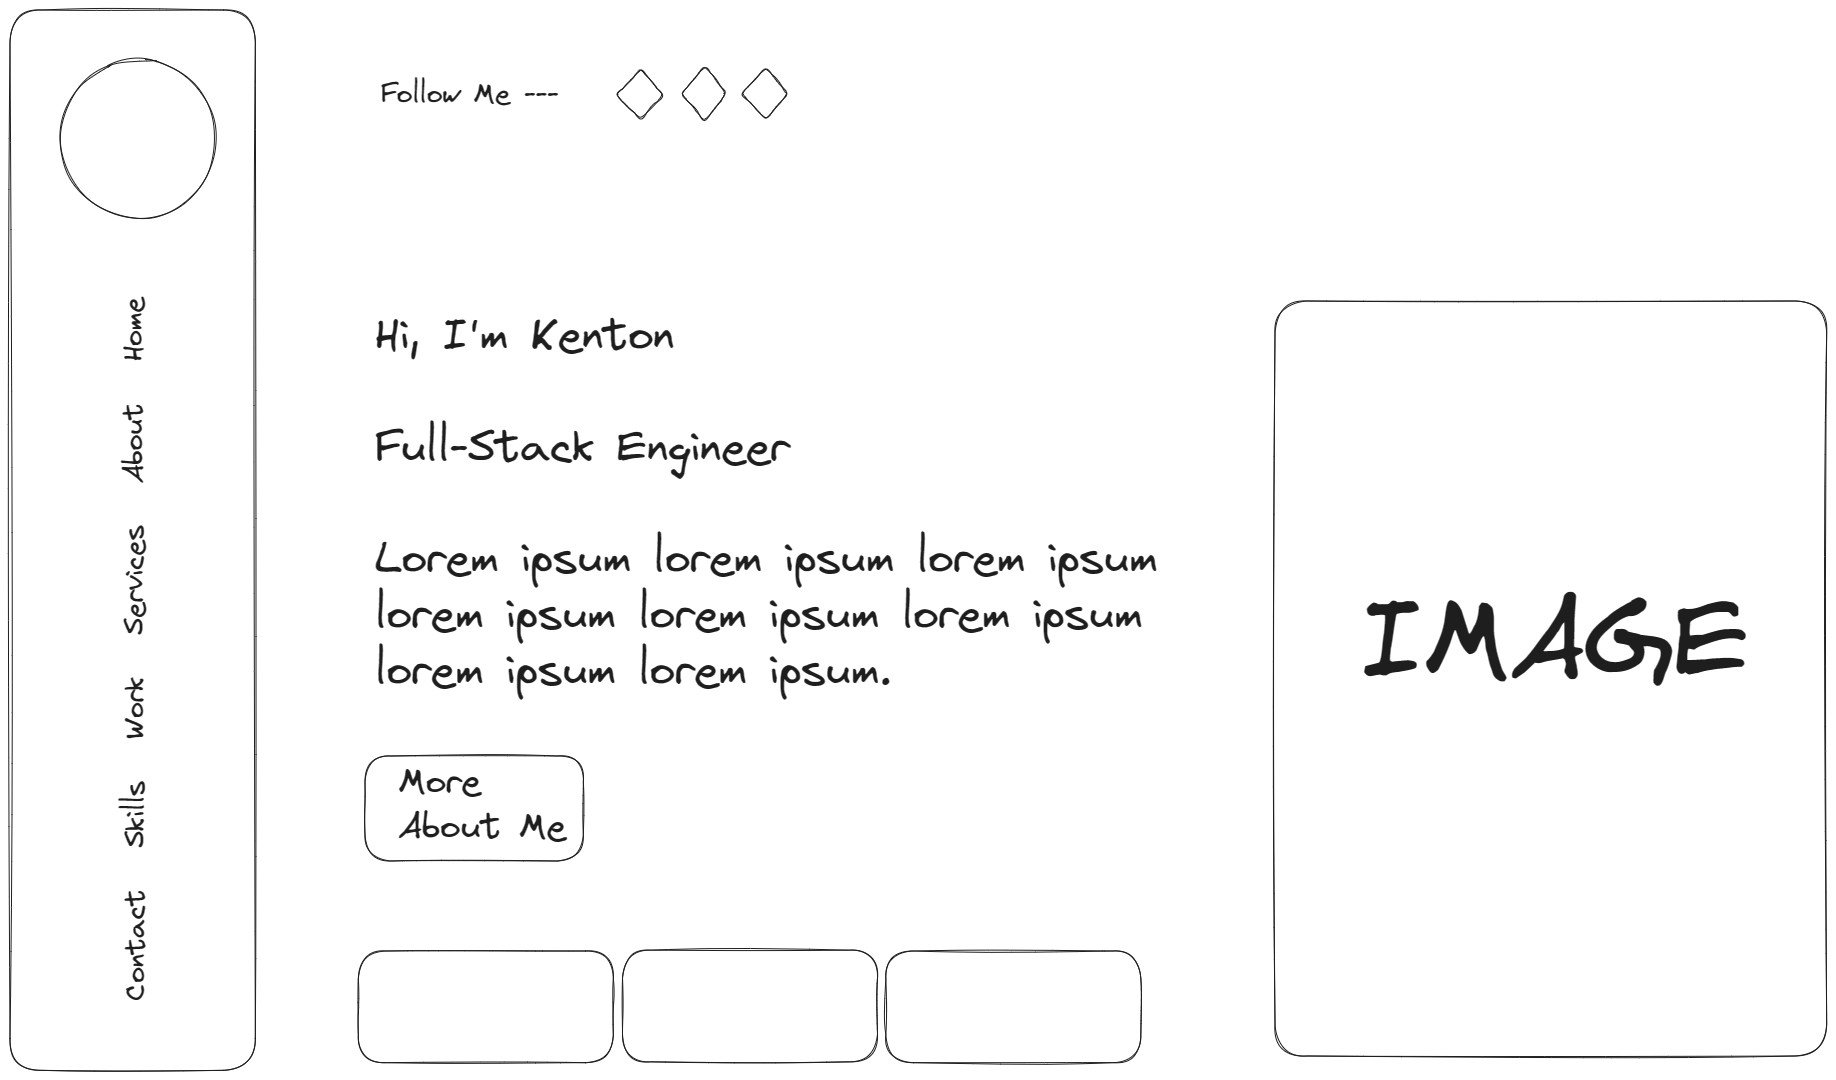 Follow Me ---
Home
About
Services
Work
Skills
Contact
Hi, I'm Kenton
Full-Stack Engineer
Lorem ipsum lorem ipsum lorem ipsum
lorem ipsum lorem ipsum lorem ipsum
lorem ipsum lorem ipsum.
More
About Me
IMAGE